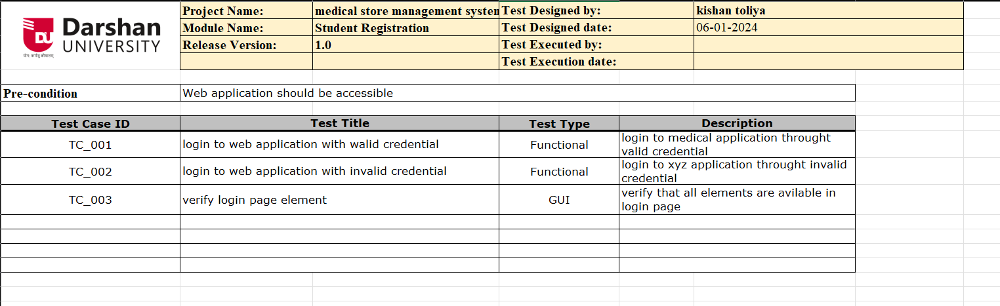 Darshan
UNIVERSITY
योग: कर्मसु कौशलम्
Project Name: medical store management system Test Designed by: kishan toliya
Module Name: Student Registration Test Designed date: 06-01-2024
Release Version: 1.0 Test Executed by:
Test Execution date:
Pre-condition Web application should be accessible
Test Case ID Test Title Test Type Description
TC_001 login to web application with walid credential Functional login to medical application throught
valid credential
TC_002 login to web application with invalid credential Functional login to xyz application throught invalid
credential
TC_003 verify login page element GUI verify that all elements are avilable in
login page